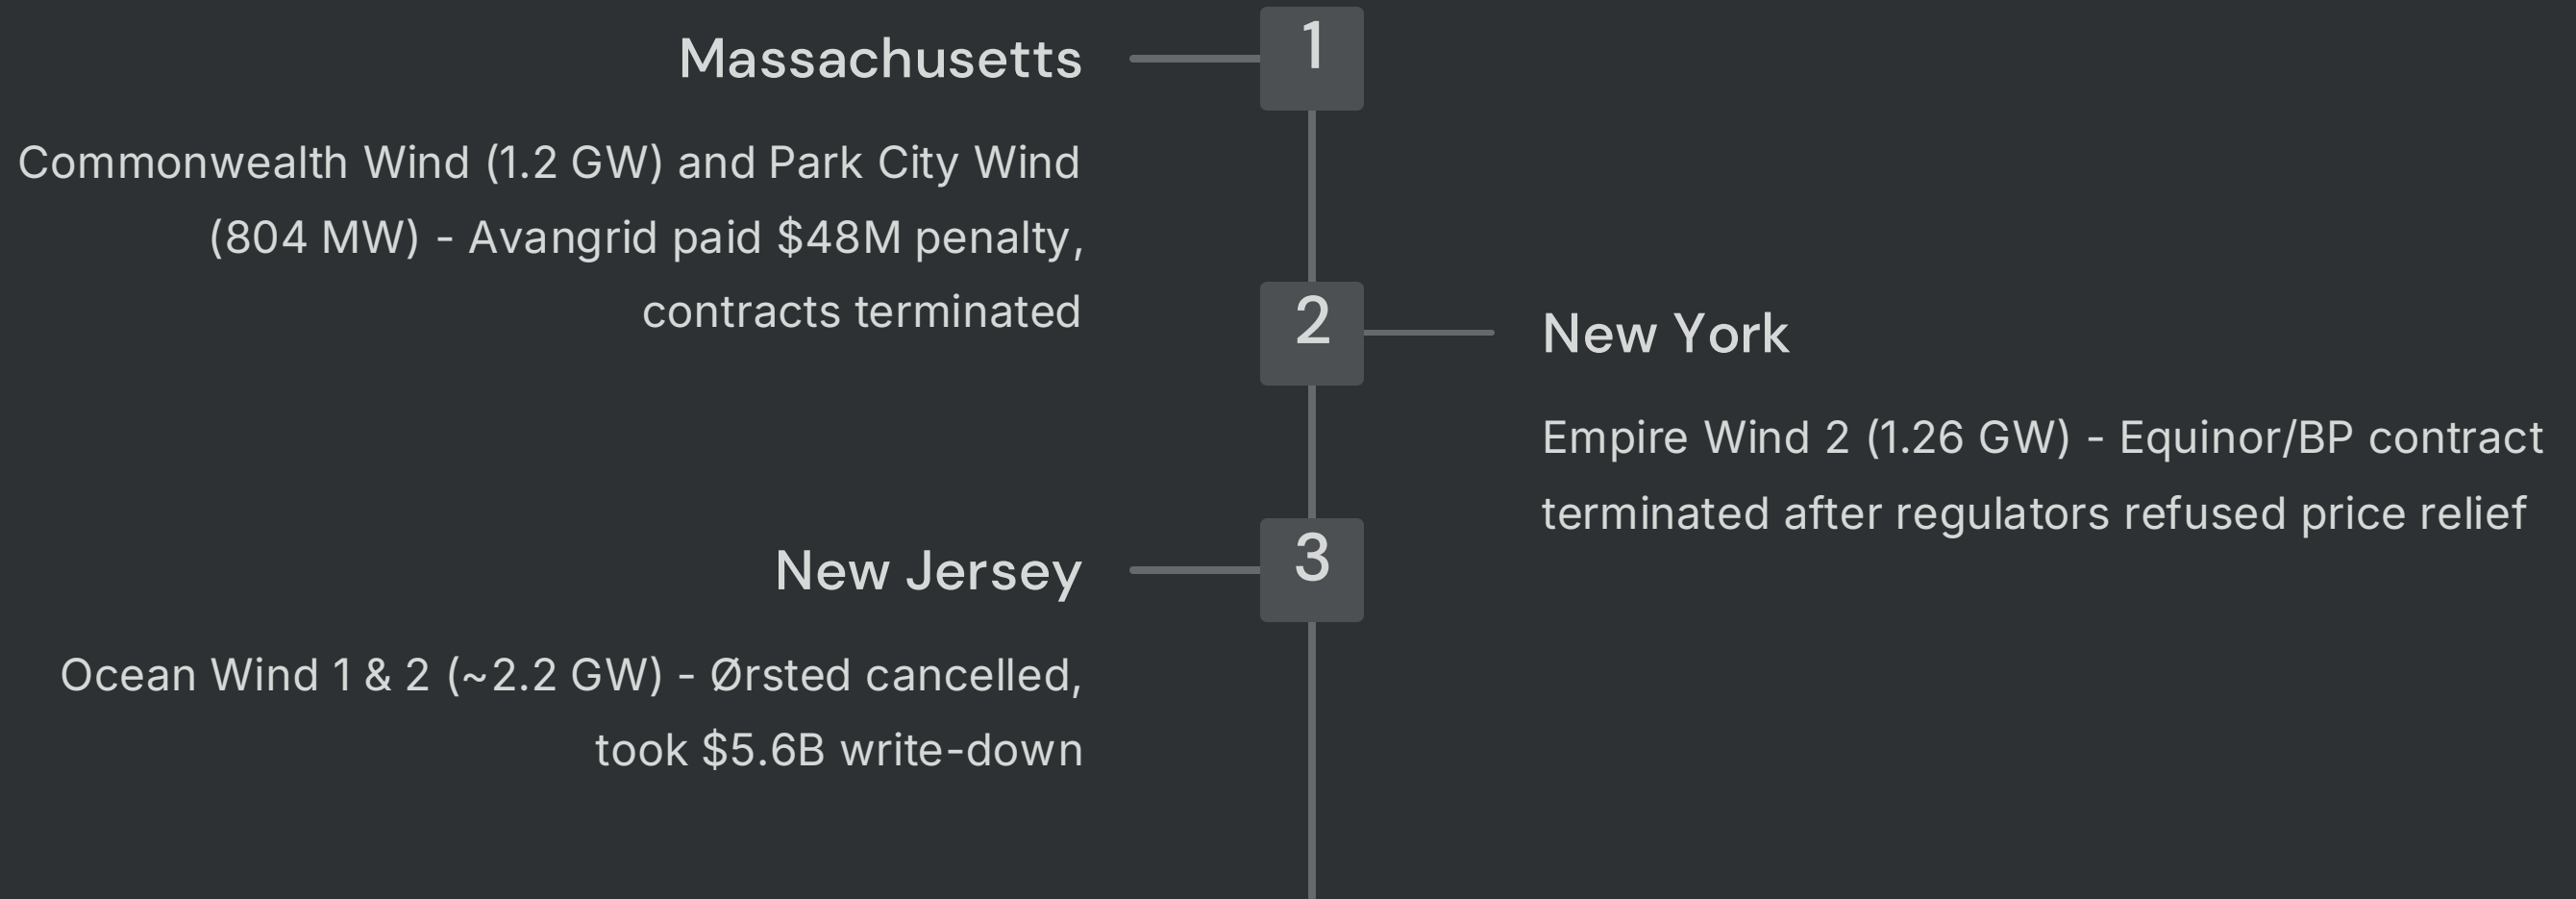 1
Massachusetts
Commonwealth Wind (1.2 GW) and Park City Wind
(804 MW) - Avangrid paid $48M penalty,
contracts terminated
2
New York
Empire Wind 2 (1.26 GW) - Equinor/BP contract
terminated after regulators refused price relief
3
New Jersey
Ocean Wind 1 & 2 (~2.2 GW) - Ørsted cancelled,
took $5.6B write-down